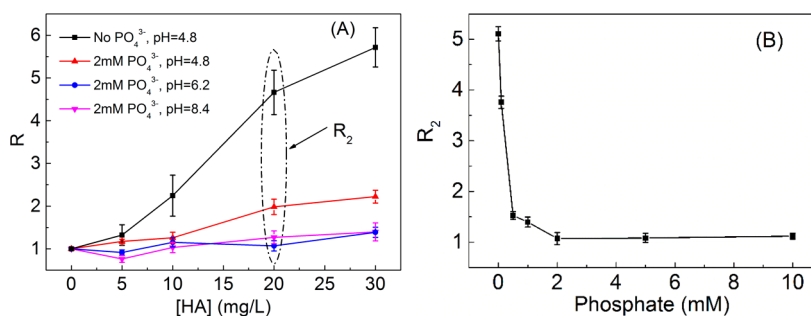 (A)
No PO₄³⁻, pH=4.8
2mM PO₄³⁻, pH=4.8
2mM PO₄³⁻, pH=6.2
2mM PO₄³⁻, pH=8.4
R₂
R
6
5
4
3
2
1
0 5 10 15 20 25 30
[HA] (mg/L)
(B)
R₂
5
4
3
2
1
0
0 2 4 6 8 10
Phosphate (mM)